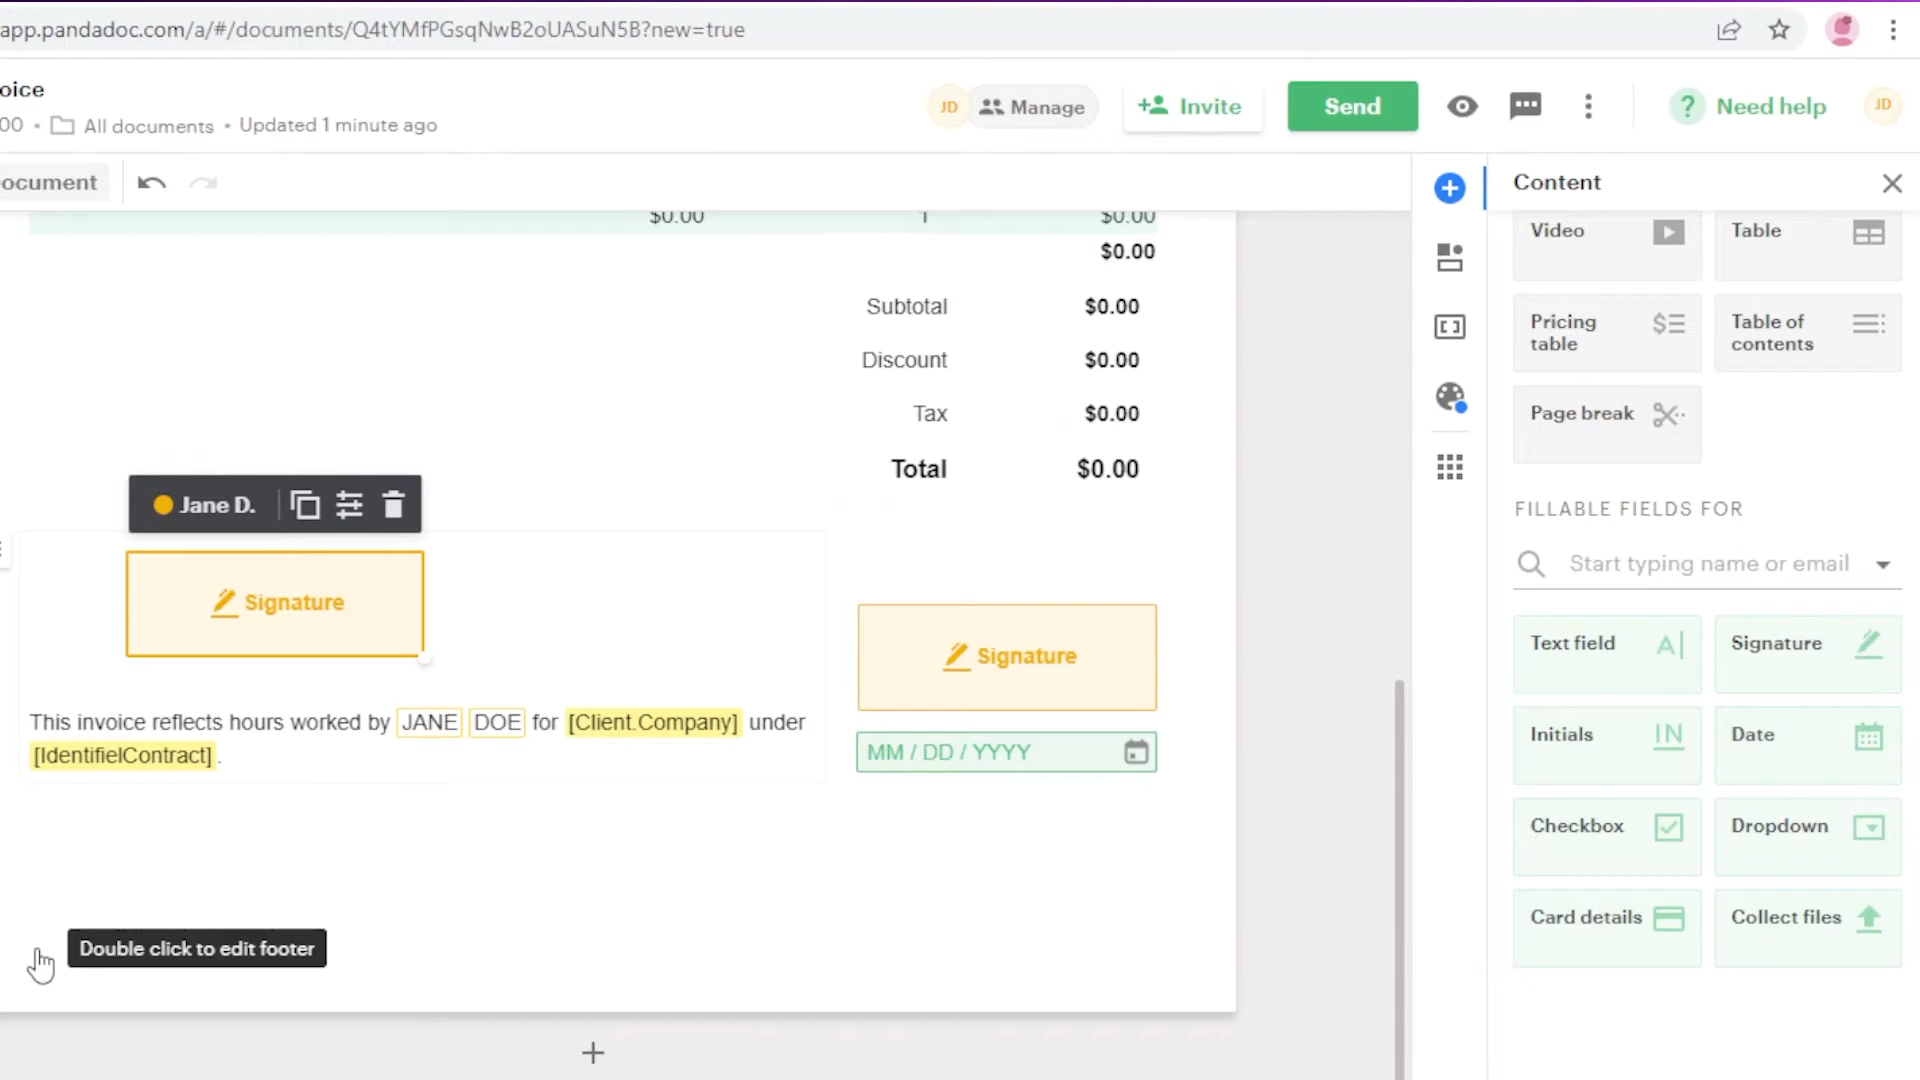 app.pandadoc.com/a/#/documents/Q4tYMfPGsqNwB2oUASuN5B?new=true
oice
00 • All documents • Updated 1 minute ago
JD Manage
Invite
Send
? Need help
JD
ocument
Content
$0.00 1 $0.00
$0.00
Subtotal $0.00
Discount $0.00
Tax $0.00
Total $0.00
Jane D.
Signature
Signature
This invoice reflects hours worked by JANE DOE for [Client.Company] under
[IdentifielContract].
MM / DD / YYYY
Double click to edit footer
Video
Table
Pricing
table
Table of
contents
Page break
FILLABLE FIELDS FOR
Start typing name or email
Text field A|
Signature
Initials IN
Date
Checkbox
Dropdown
Card details
Collect files